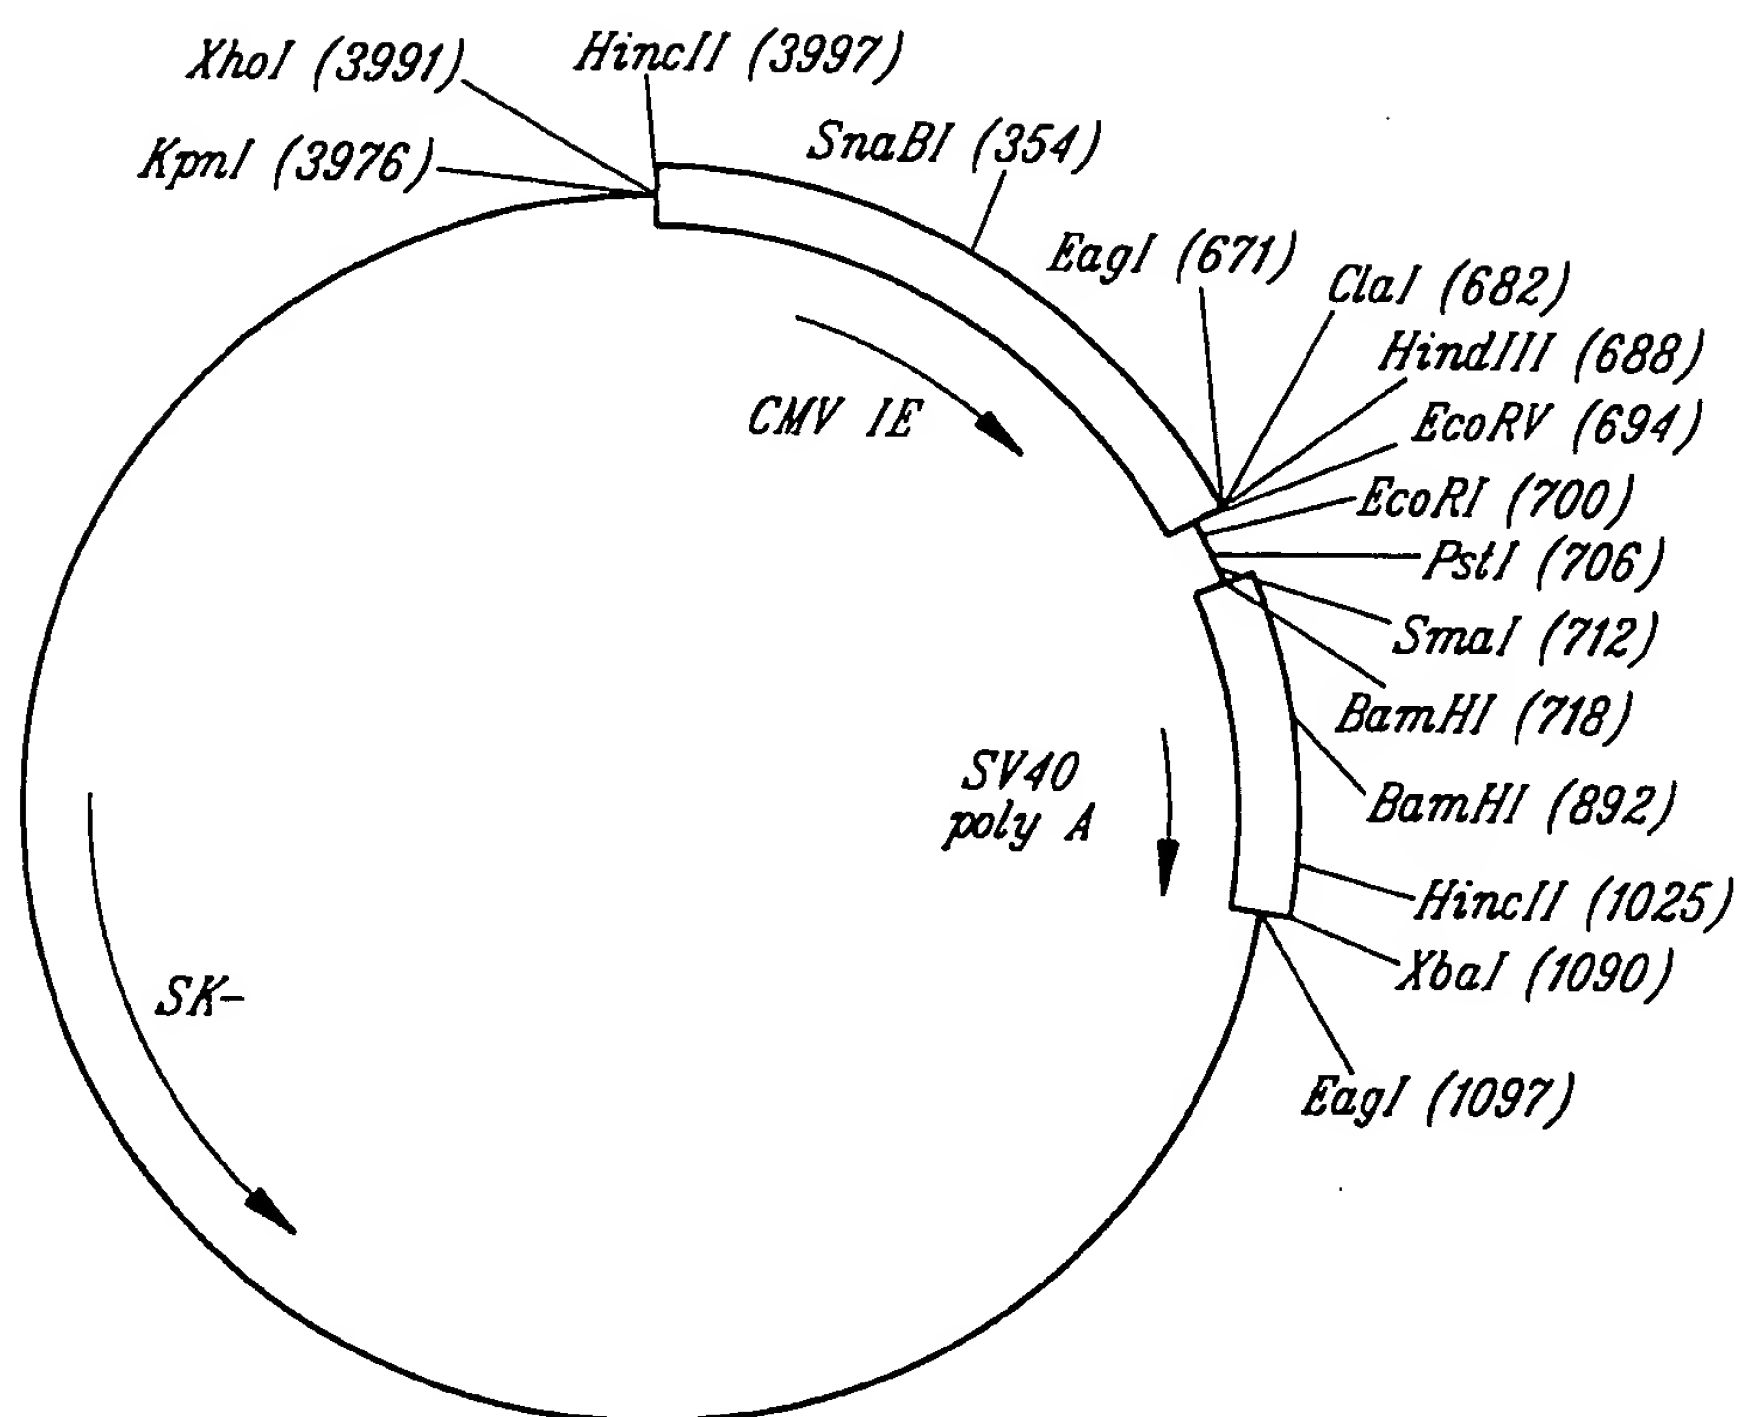 XhoI (3991)
HincII (3997)
KpnI (3976)
SnaBI (354)
EagI (671)
ClaI (682)
HindIII (688)
EcoRV (694)
CMV IE
EcoRI (700)
PstI (706)
SmaI (712)
BamHI (718)
SV40
poly A
BamHI (892)
HincII (1025)
XbaI (1090)
SK-
EagI (1097)